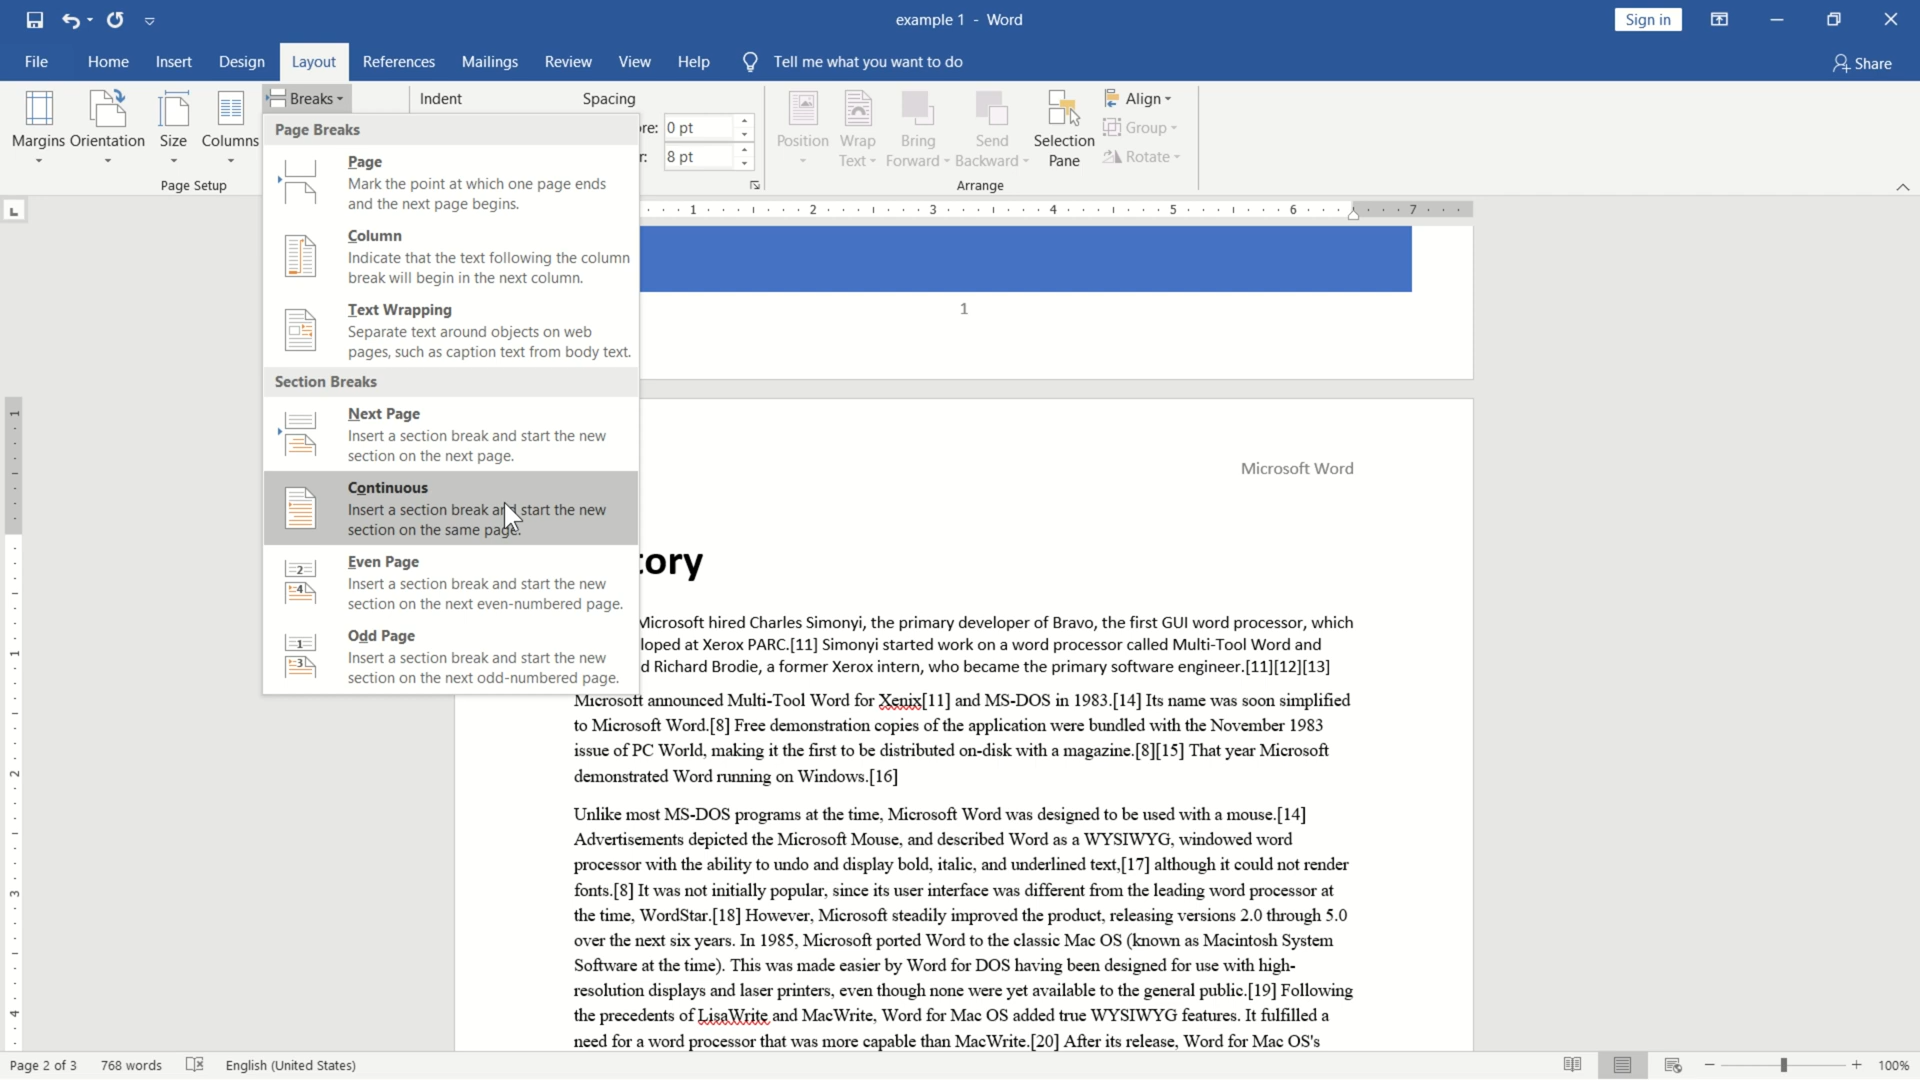 example 1 - Word
Sign in
File Home Insert Design Layout References Mailings Review View Help Tell me what you want to do
Share
Margins Orientation Size Columns
Page Setup
Breaks
Indent Spacing
re: 0 pt
r: 8 pt
Position Wrap Text Bring Forward Send Backward Selection Pane
Align
Group
Rotate
Arrange
Page Breaks
Page
Mark the point at which one page ends
and the next page begins.
Column
Indicate that the text following the column
break will begin in the next column.
Text Wrapping
Separate text around objects on web
pages, such as caption text from body text.
Section Breaks
Next Page
Insert a section break and start the new
section on the next page.
Continuous
Insert a section break and start the new
section on the same page.
Even Page
Insert a section break and start the new
section on the next even-numbered page.
Odd Page
Insert a section break and start the new
section on the next odd-numbered page.
L
1 2 3 4 5 6 7
1
1
1
2
3
4
Microsoft Word
tory
Microsoft hired Charles Simonyi, the primary developer of Bravo, the first GUI word processor, which
loped at Xerox PARC.[11] Simonyi started work on a word processor called Multi-Tool Word and
d Richard Brodie, a former Xerox intern, who became the primary software engineer.[11][12][13]
Microsoft announced Multi-Tool Word for Xenix[11] and MS-DOS in 1983.[14] Its name was soon simplified
to Microsoft Word.[8] Free demonstration copies of the application were bundled with the November 1983
issue of PC World, making it the first to be distributed on-disk with a magazine.[8][15] That year Microsoft
demonstrated Word running on Windows.[16]
Unlike most MS-DOS programs at the time, Microsoft Word was designed to be used with a mouse.[14]
Advertisements depicted the Microsoft Mouse, and described Word as a WYSIWYG, windowed word
processor with the ability to undo and display bold, italic, and underlined text,[17] although it could not render
fonts.[8] It was not initially popular, since its user interface was different from the leading word processor at
the time, WordStar.[18] However, Microsoft steadily improved the product, releasing versions 2.0 through 5.0
over the next six years. In 1985, Microsoft ported Word to the classic Mac OS (known as Macintosh System
Software at the time). This was made easier by Word for DOS having been designed for use with high-
resolution displays and laser printers, even though none were yet available to the general public.[19] Following
the precedents of LisaWrite and MacWrite, Word for Mac OS added true WYSIWYG features. It fulfilled a
need for a word processor that was more capable than MacWrite.[20] After its release, Word for Mac OS's
Page 2 of 3 768 words English (United States) 100%